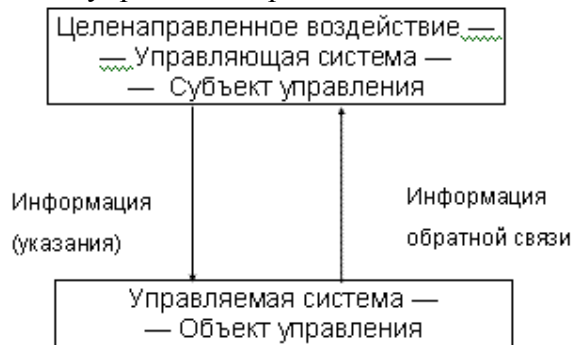 Целенаправленное воздействие —
— Управляющая система —
— Субъект управления
Информация
(указания)
Информация
обратной связи
Управляемая система —
— Объект управления